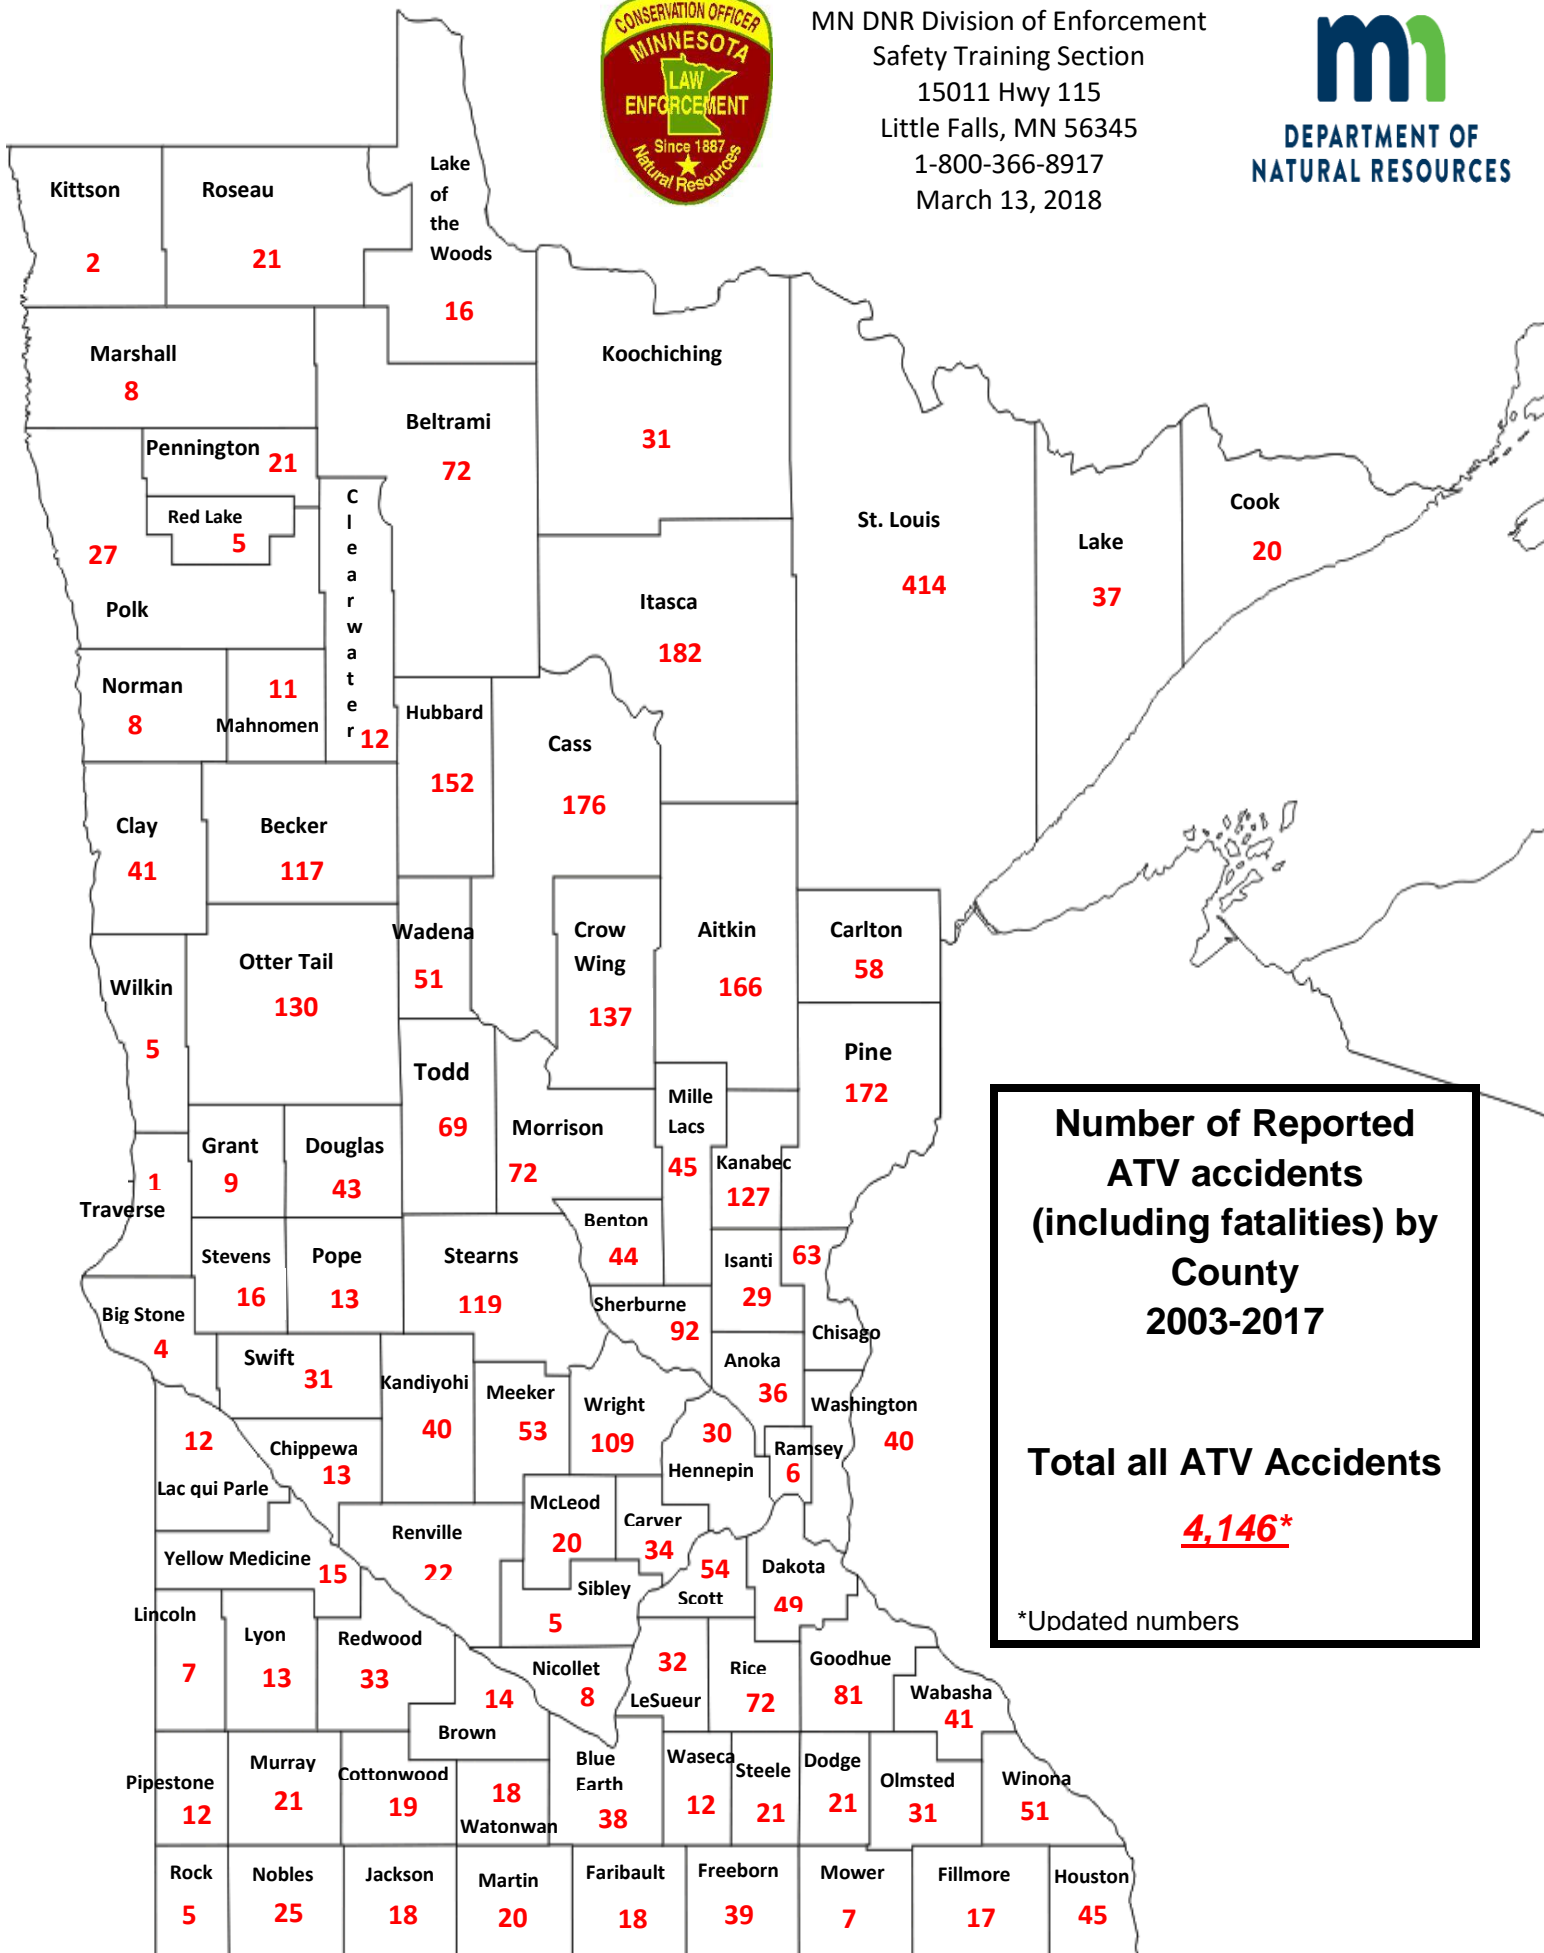 CONSERVATION OFFICER
MINNESOTA
LAW
ENFORCEMENT
Since 1887
Natural Resources
MN DNR Division of Enforcement
Safety Training Section
15011 Hwy 115
Little Falls, MN 56345
1-800-366-8917
March 13, 2018
mn
DEPARTMENT OF
NATURAL RESOURCES
Kittson
2
Roseau
21
Lake
of
the
Woods
16
Marshall
8
Koochiching
31
Beltrami
72
Pennington
21
Red Lake
5
27
Polk
Clearwater
12
St. Louis
414
Lake
37
Cook
20
Itasca
182
Norman
8
11
Mahnomen
Hubbard
152
Cass
176
Clay
41
Becker
117
Wadena
51
Crow
Wing
137
Aitkin
166
Carlton
58
Wilkin
5
Otter Tail
130
Todd
69
Morrison
72
Mille
Lacs
45
Kanabec
127
Pine
172
1
Traverse
Grant
9
Douglas
43
Benton
44
Stevens
16
Pope
13
Stearns
119
Isanti
29
63
Chisago
Big Stone
4
Sherburne
92
Swift
31
Kandiyohi
40
Meeker
53
Wright
109
Anoka
36
Washington
40
12
Lac qui Parle
Chippewa
13
30
Hennepin
Ramsey
6
McLeod
20
Carver
34
Renville
22
Yellow Medicine
15
54
Scott
Dakota
49
Sibley
5
Lincoln
7
Lyon
13
Redwood
33
Nicollet
8
32
LeSueur
Rice
72
Goodhue
81
Wabasha
41
14
Brown
Pipestone
12
Murray
21
Cottonwood
19
18
Watonwan
Blue
Earth
38
Waseca
12
Steele
21
Dodge
21
Olmsted
31
Winona
51
Rock
5
Nobles
25
Jackson
18
Martin
20
Faribault
18
Freeborn
39
Mower
7
Fillmore
17
Houston
45
Number of Reported
ATV accidents
(including fatalities) by
County
2003-2017
Total all ATV Accidents
4,146*
*Updated numbers